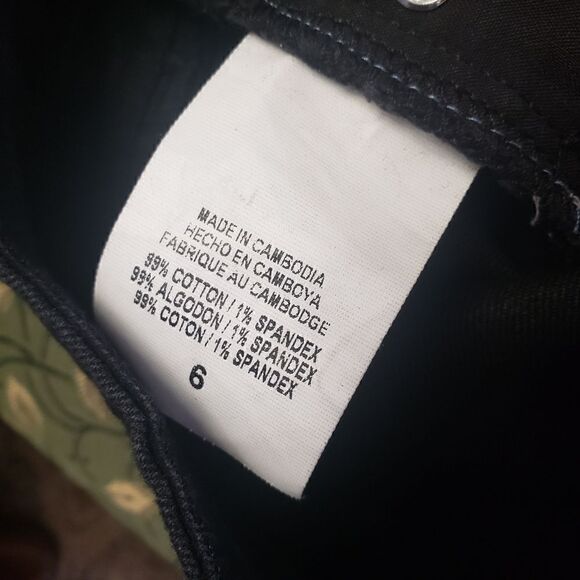 MADE IN CAMBODIA
HECHO EN CAMBOYA
FABRIQUE AU CAMBODGE
99% COTTON / 1% SPANDEX
99% ALGODON / 1% SPANDEX
99% COTON / 1% SPANDEX
6